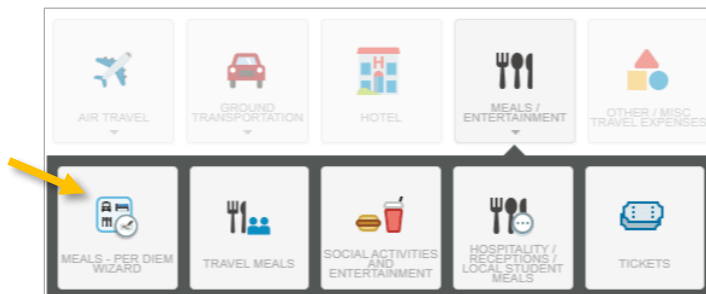 AIR TRAVEL
GROUND
TRANSPORTATION
H
HOTEL
MEALS /
ENTERTAINMENT
OTHER / MISC
TRAVEL EXPENSES
MEALS - PER DIEM
WIZARD
TRAVEL MEALS
SOCIAL ACTIVITIES
AND
ENTERTAINMENT
HOSPITALITY /
RECEPTIONS /
LOCAL STUDENT
MEALS
TICKETS